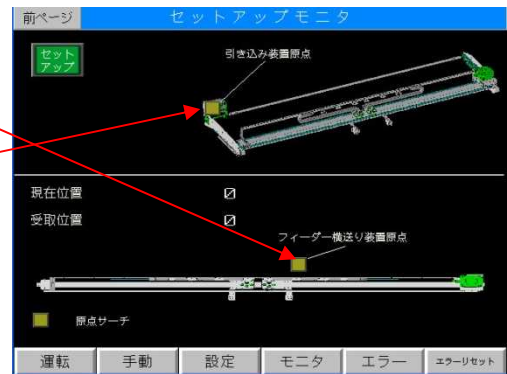 前ページ
セットアップモニタ
セット
アップ
引き込み装置原点
現在位置
0
受取位置
0
フィーダー横送り装置原点
原点サーチ
運転
手動
設定
モニタ
エラー
エラーリセット